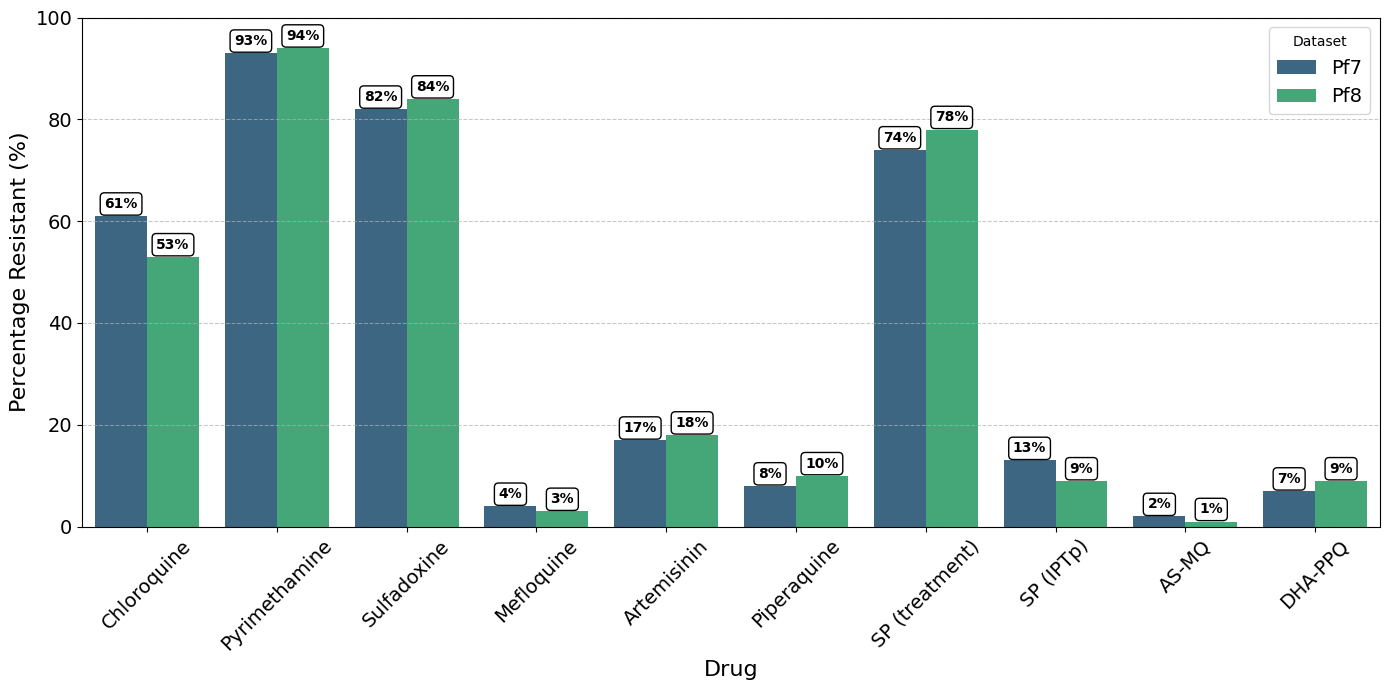 Percentage Resistant (%)
100
80
60
40
20
0
61%
53%
93%
94%
82%
84%
4%
3%
17%
18%
8%
10%
74%
78%
13%
9%
2%
1%
7%
9%
Dataset
Pf7
Pf8
Chloroquine
Pyrimethamine
Sulfadoxine
Mefloquine
Artemisinin
Piperaquine
SP (treatment)
SP (IPTp)
AS-MQ
DHA-PPQ
Drug